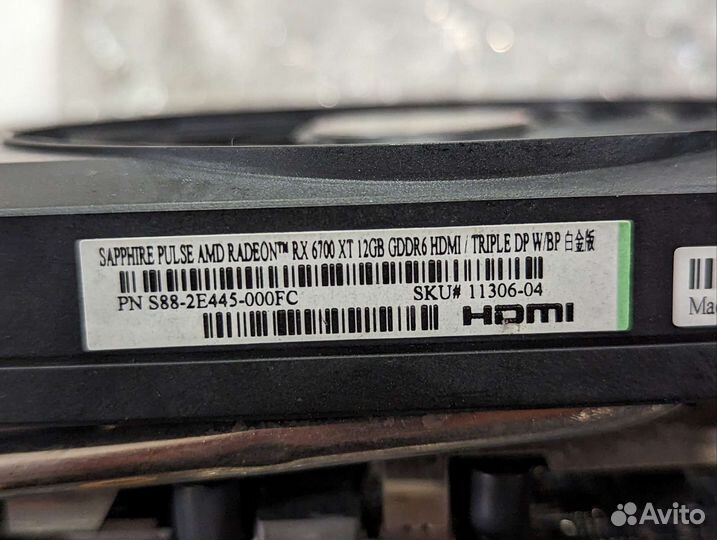 SAPPHIRE PULSE AMD RADEON™ RX 6700 XT 12GB GDDR6 HDMI / TRIPLE DP W/BP 白金版
PN S88-2E445-000FC SKU# 11306-04
HDMI
Avito